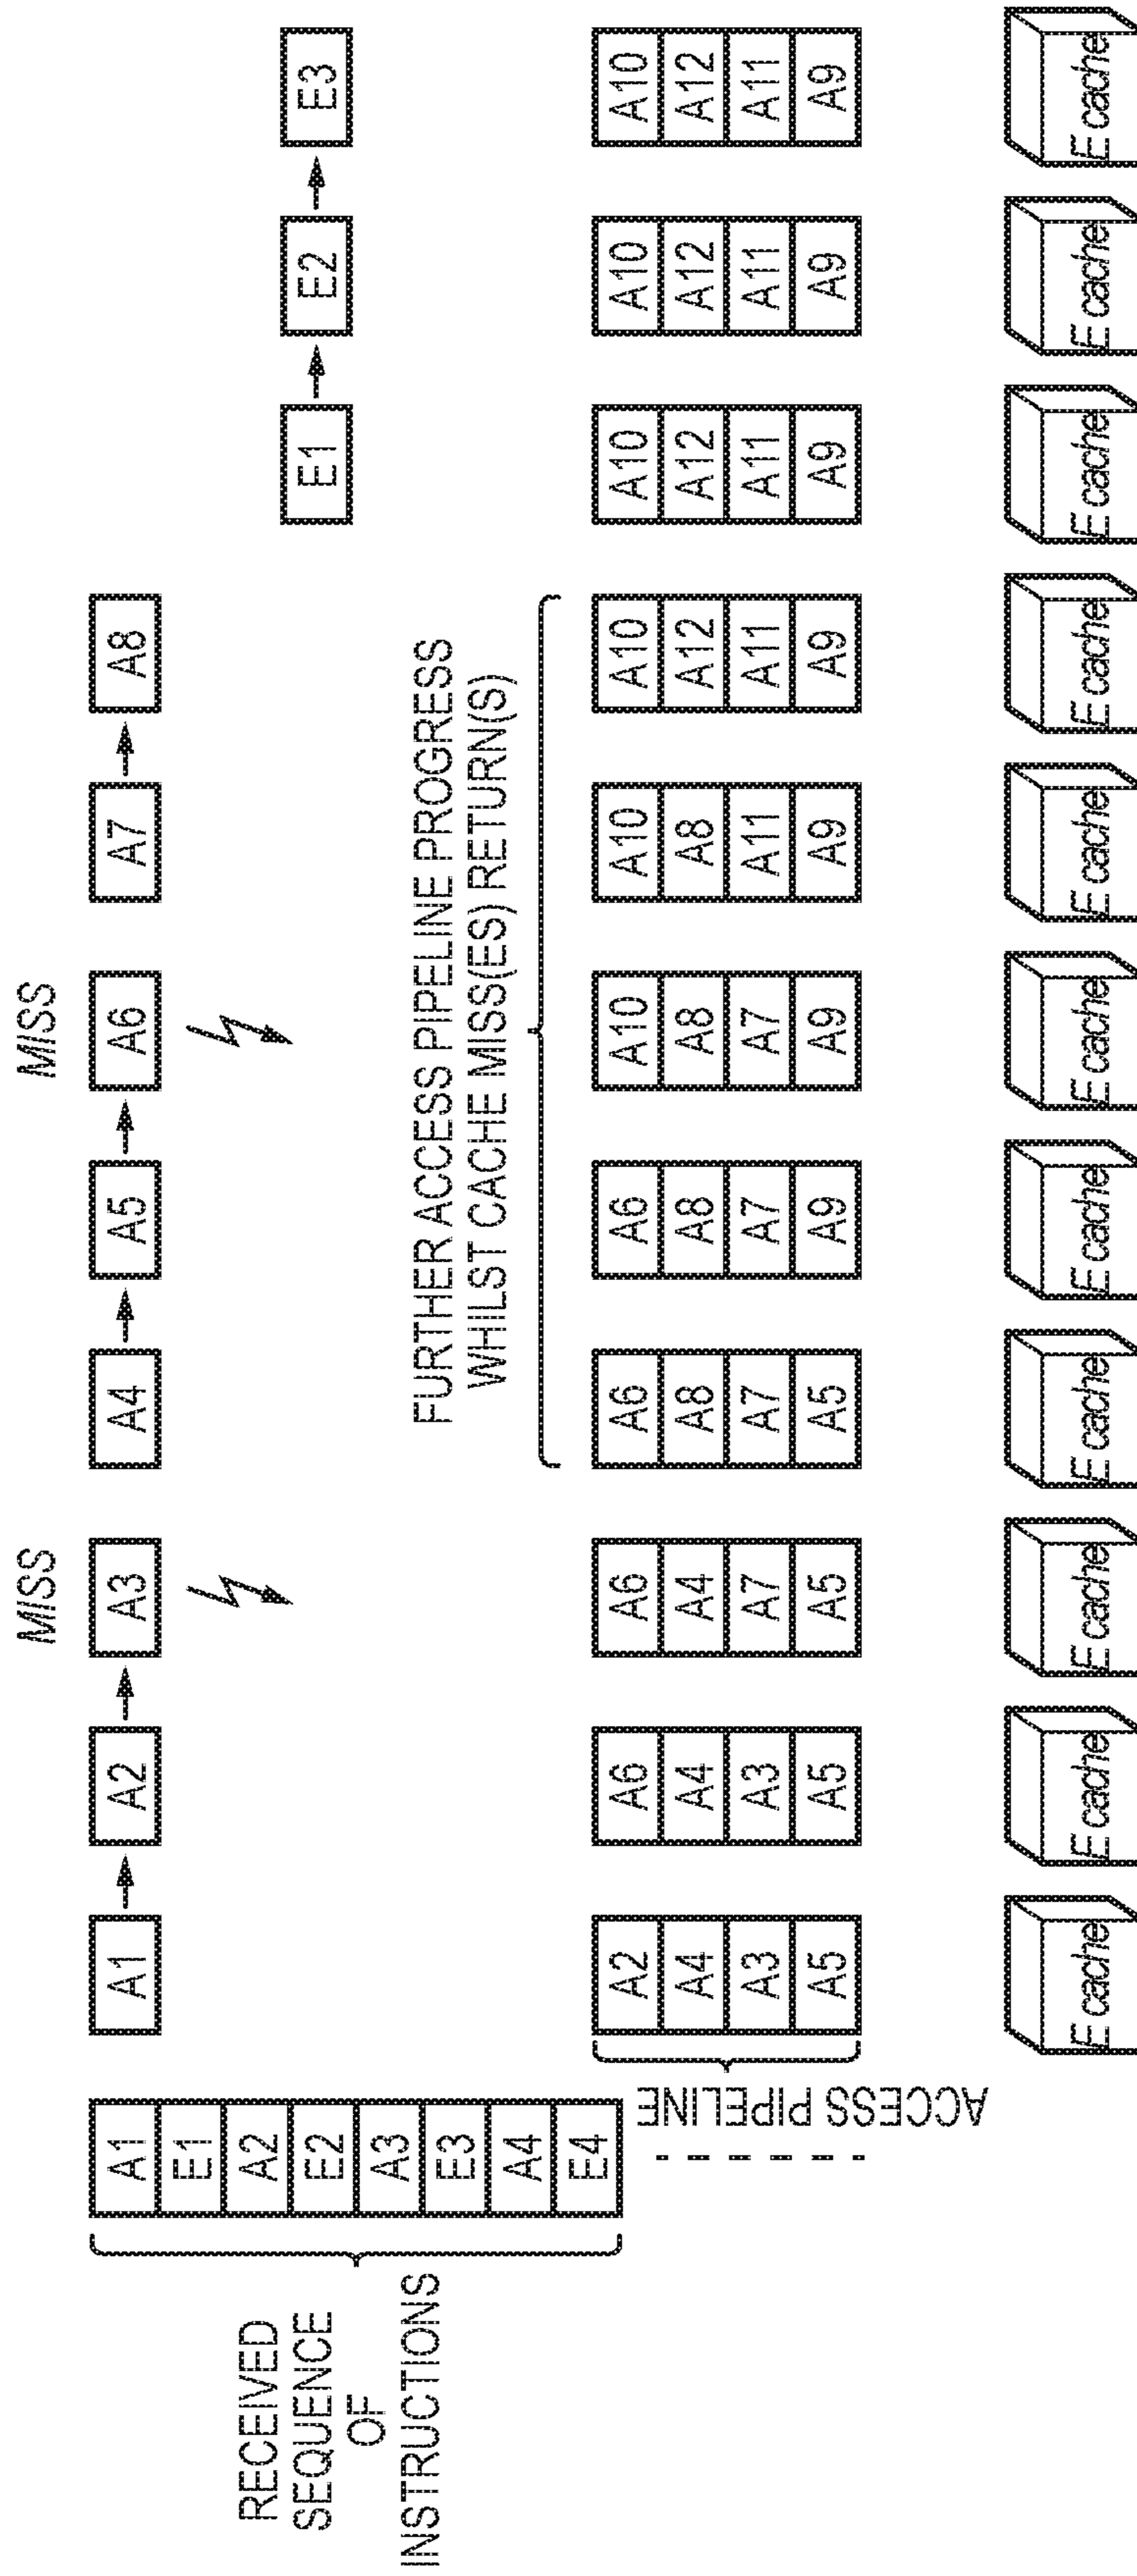 RECEIVED
SEQUENCE
OF
INSTRUCTIONS
A1
E1
A2
E2
A3
E3
A4
E4
MISS
MISS
A1
A2
A3
A4
A5
A6
A7
A8
E1
E2
E3
FURTHER ACCESS PIPELINE PROGRESS
WHILST CACHE MISS(ES) RETURN(S)
ACCESS PIPELINE
A2
A4
A3
A5
A6
A4
A3
A5
A6
A4
A7
A5
A6
A8
A7
A5
A6
A8
A7
A9
A10
A8
A7
A9
A10
A8
A11
A9
A10
A12
A11
A9
A10
A12
A11
A9
A10
A12
A11
A9
A10
A12
A11
A9
E cache
E cache
E cache
E cache
E cache
E cache
E cache
E cache
E cache
E cache
E cache